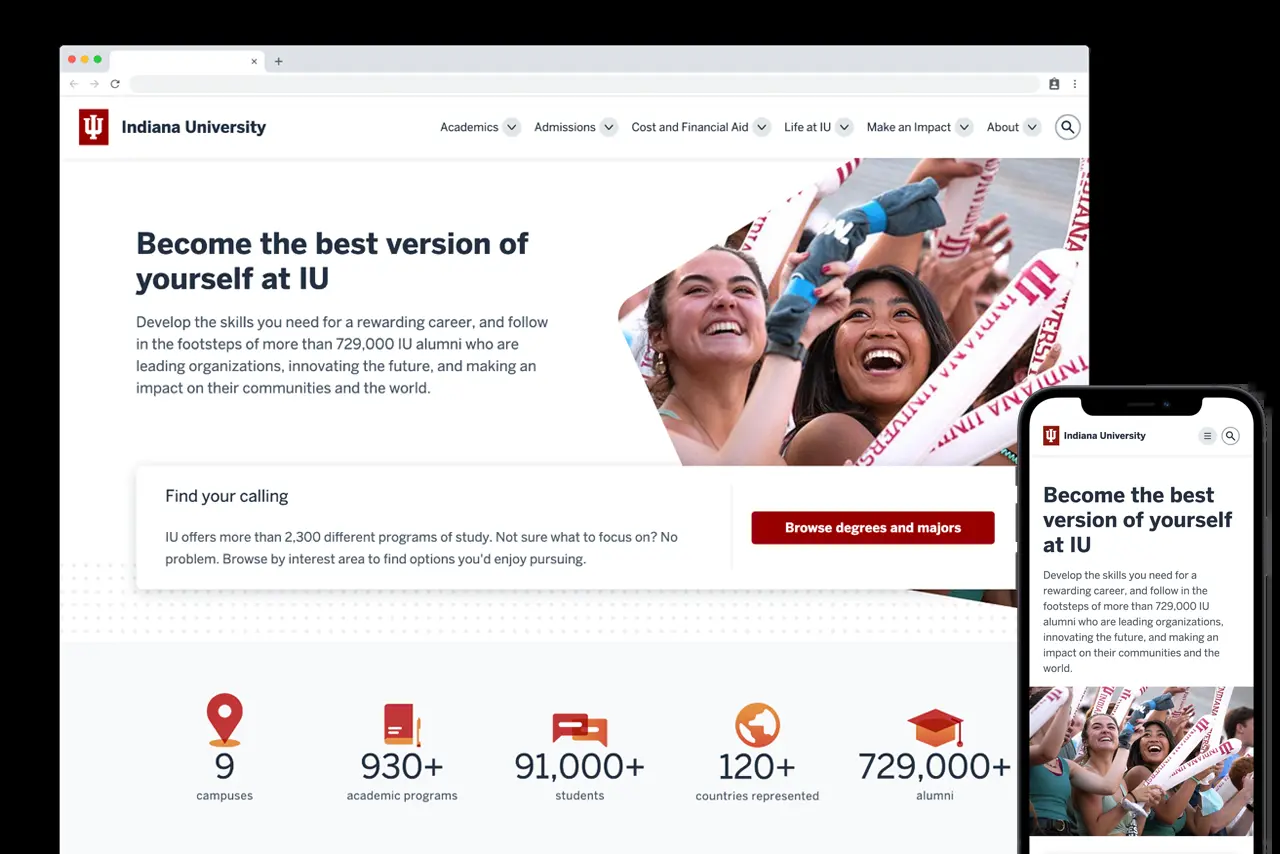 Indiana University
Academics
Admissions
Cost and Financial Aid
Life at IU
Make an Impact
About
Become the best version of
yourself at IU
Develop the skills you need for a rewarding career, and follow
in the footsteps of more than 729,000 IU alumni who are
leading organizations, innovating the future, and making an
impact on their communities and the world.
INDIANA
INDIANA UNIVERSI
INDIANA UNIVERS
Find your calling
IU offers more than 2,300 different programs of study. Not sure what to focus on? No
problem. Browse by interest area to find options you'd enjoy pursuing.
Browse degrees and majors
9
campuses
930+
academic programs
91,000+
students
120+
countries represented
729,000+
alumni
Indiana University
Become the best
version of yourself
at IU
Develop the skills you need for a
rewarding career, and follow in the
footsteps of more than 729,000 IU
alumni who are leading organizations,
innovating the future, and making an
impact on their communities and the
world.